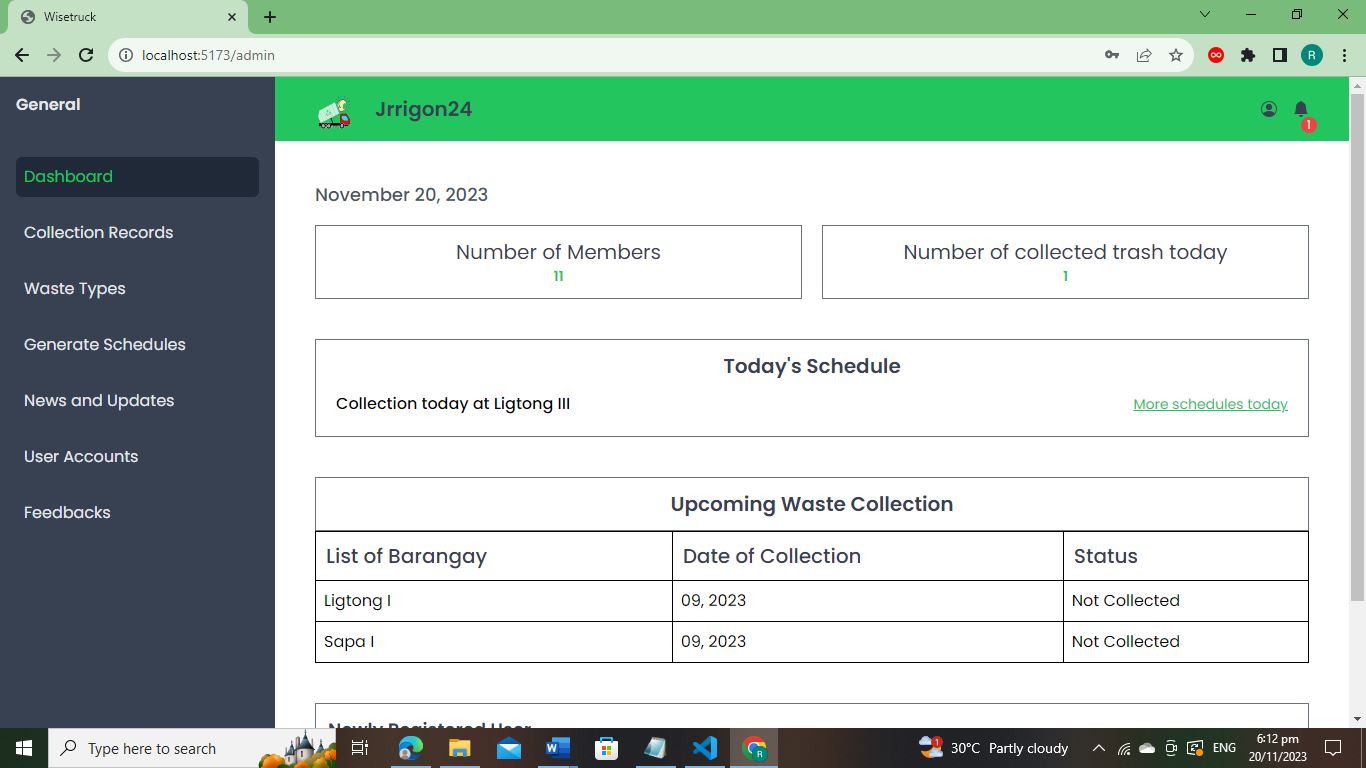 Wisetruck
localhost:5173/admin
R
General
Jrrigon24
1
Dashboard
Collection Records
Waste Types
Generate Schedules
News and Updates
User Accounts
Feedbacks
November 20, 2023
Number of Members
11
Number of collected trash today
1
Today's Schedule
Collection today at Ligtong III
More schedules today
Upcoming Waste Collection
List of Barangay Date of Collection Status
Ligtong I 09, 2023 Not Collected
Sapa I 09, 2023 Not Collected
Newly Registered User
Type here to search
W
R
1
30°C Partly cloudy
ENG
6:12 pm
20/11/2023